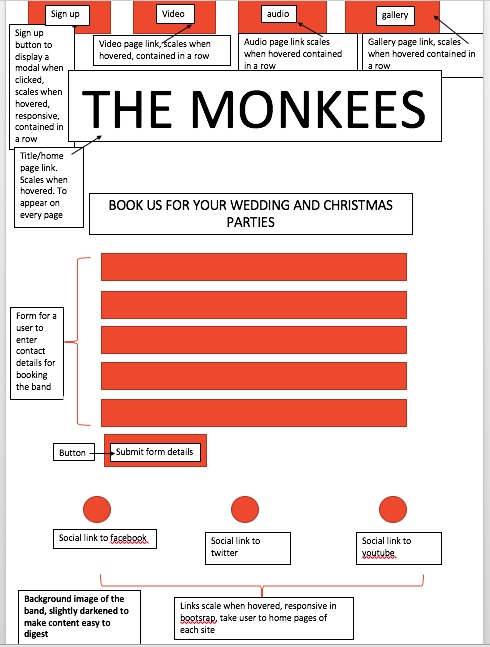 Sign up
Video
audio
gallery
Sign up
button to
display a
modal when
clicked,
scales when
hovered,
responsive,
contained in
a row
Video page link, scales when
hovered, contained in a row
Audio page link scales
when hovered contained
in a row
Gallery page link, scales
when hovered contained in
a row
THE MONKEES
Title/home
page link.
Scales when
hovered. To
appear on
every page
BOOK US FOR YOUR WEDDING AND CHRISTMAS
PARTIES
Form for a
user to
enter
contact
details for
booking
the band
Button
Submit form details
Social link to facebook
Social link to
twitter
Social link to
youtube
Background image of the
band, slightly darkened to
make content easy to
digest
Links scale when hovered, responsive in
bootsrap, take user to home pages of
each site